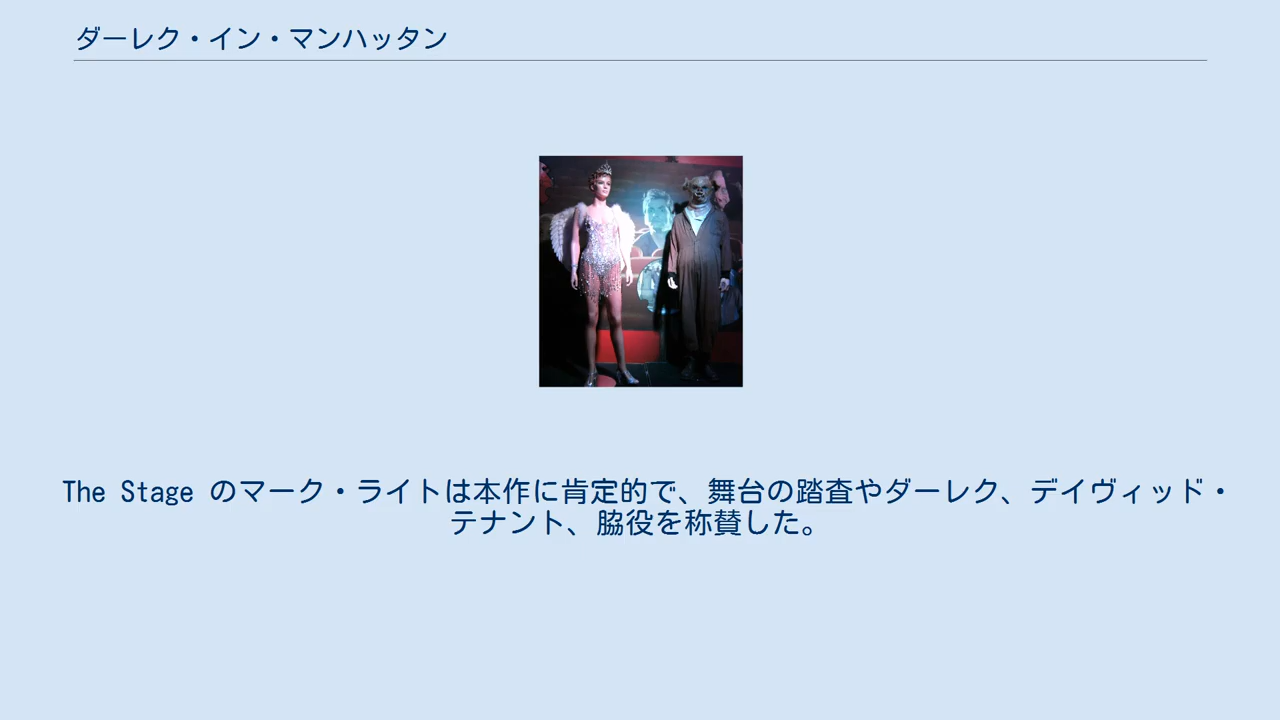 ダーレク・イン・マンハッタン
The Stage のマーク・ライトは本作に肯定的で、舞台の踏査やダーレク、デイヴィッド・
テナント、脇役を称賛した。